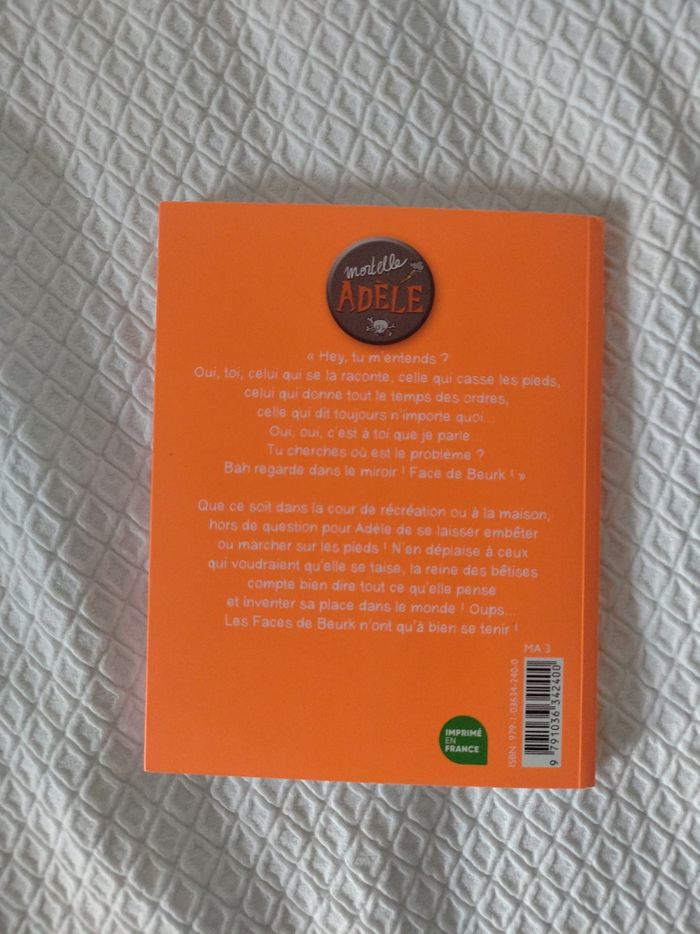 mortelle
ADÈLE
« Hey, tu m'entends ?
Oui, toi, celui qui se la raconte, celle qui casse les pieds,
celui qui donne tout le temps des ordres,
celle qui dit toujours n'importe quoi...
Oui, oui, c'est à toi que je parle.
Tu cherches où est le problème ?
Bah regarde dans le miroir ! Face de Beurk ! »
Que ce soit dans la cour de récréation ou à la maison,
hors de question pour Adèle de se laisser embêter
ou marcher sur les pieds ! N'en déplaise à ceux
qui voudraient qu'elle se taise, la reine des bêtises
compte bien dire tout ce qu'elle pense
et inventer sa place dans le monde ! Oups...
Les Faces de Beurk n'ont qu'à bien se tenir !
MA 3
ISBN 979-1-03634-240-0
9 791036 342400
IMPRIMÉ
EN
FRANCE